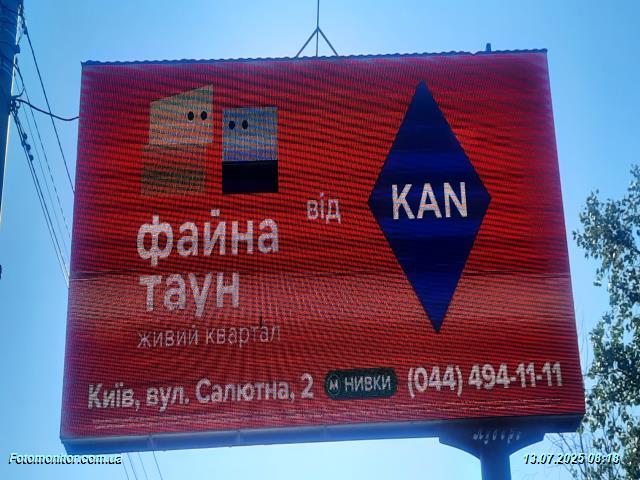 файна
таун
живий квартал
від
KAN
Київ, вул. Салютна, 2 М НИВКИ (044) 494-11-11
Fotomonitor.com.ua
13.07.2025 08:18